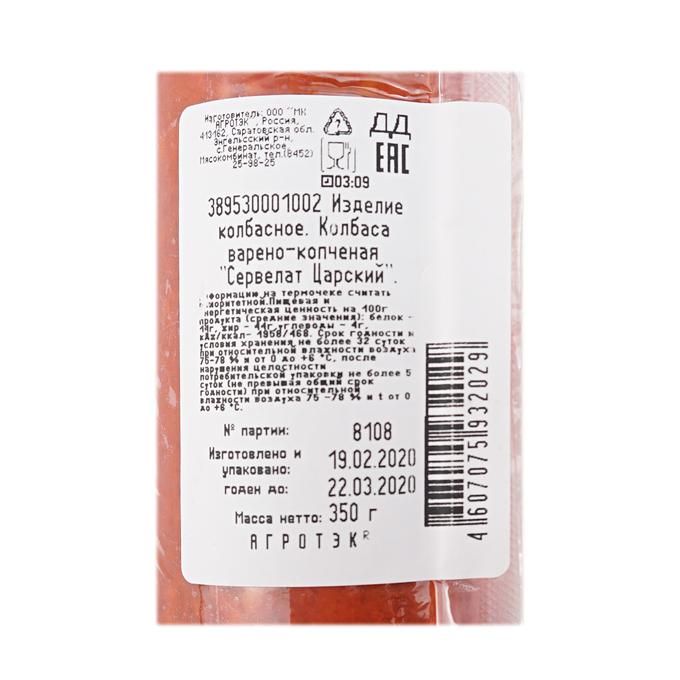 Изготовитель: ООО "МК
АГРОТЭК", Россия,
413162, Саратовская обл.
Энгельсский р-н,
с.Генеральское,
Мясокомбинат, тел.(8452)
25-98-25
ДД
EAC
03:09
389530001002 Изделие
колбасное. Колбаса
варено-копченая
"Сервелат Царский".
формацию на термочеке считать
приоритетной.Пищевая и
энергетическая ценность на 100г
продукта (средние значения): белок -
14г, жир - 44г,углеводы - 4г,
кДж/ккал- 1958/468. Срок годности и
условия хранения не более 32 суток
при относительной влажности воздуха
75-78 % и от 0 до +6 °С, после
нарушения целостности
потребительской упаковки не более 5
суток (не превышая общий срок
годности) при относительной
влажности воздуха 75 -78 % и t от 0
до +6 °С.
№ партии: 8108
Изготовлено и
упаковано: 19.02.2020
годен до: 22.03.2020
Масса нетто: 350 г
АГРОТЭК®
4607075932029